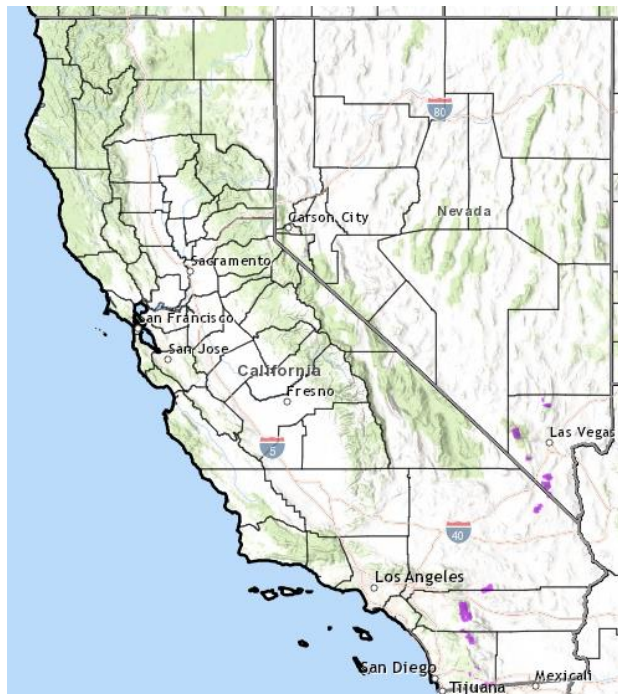 80
Carson City
Nevada
Sacramento
San Francisco
San Jose
California
Fresno
Las Vegas
5
40
Los Angeles
San Diego
Tijuana
Mexicali